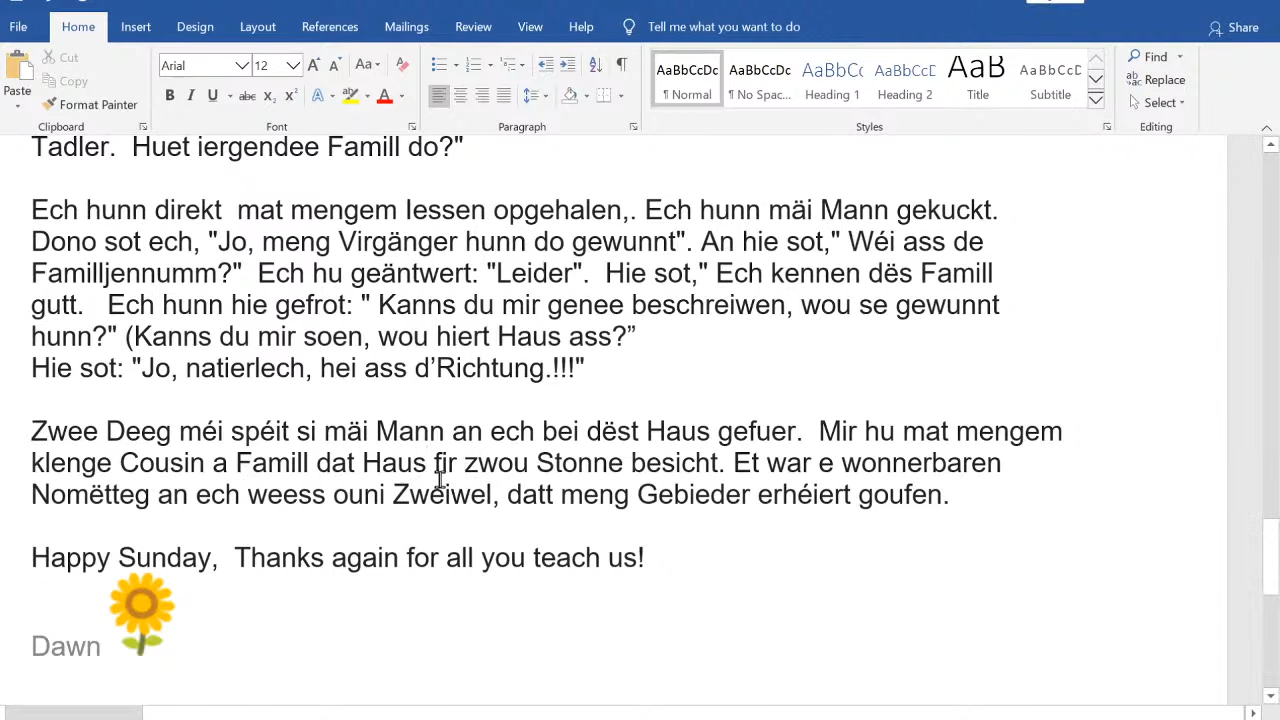 File Home Insert Design Layout References Mailings Review View Help Tell me what you want to do Share
Cut
Copy
Format Painter
Paste
Arial 12
Aa
B I U abc X₂ X² A A
AaBbCcDc AaBbCcDc AaBbCc AaBbCcD AaB AaBbCcD
¶ Normal ¶ No Spac... Heading 1 Heading 2 Title Subtitle
Find
Replace
Select
Clipboard Font Paragraph Styles Editing
Tadler. Huet iergendee Famill do?"
Ech hunn direkt mat mengem Iessen opgehalen,. Ech hunn mäi Mann gekuckt.
Dono sot ech, "Jo, meng Virgänger hunn do gewunnt". An hie sot," Wéi ass de
Familljennumm?" Ech hu geäntwert: "Leider". Hie sot," Ech kennen dës Famill
gutt. Ech hunn hie gefrot: " Kanns du mir genee beschreiwen, wou se gewunnt
hunn?" (Kanns du mir soen, wou hiert Haus ass?”
Hie sot: "Jo, natierlech, hei ass d’Richtung.!!!"
Zwee Deeg méi spéit si mäi Mann an ech bei dëst Haus gefuer. Mir hu mat mengem
klenge Cousin a Famill dat Haus fir zwou Stonne besicht. Et war e wonnerbaren
Nomëtteg an ech weess ouni Zweiwel, datt meng Gebieder erhéiert goufen.
Happy Sunday, Thanks again for all you teach us!
Dawn